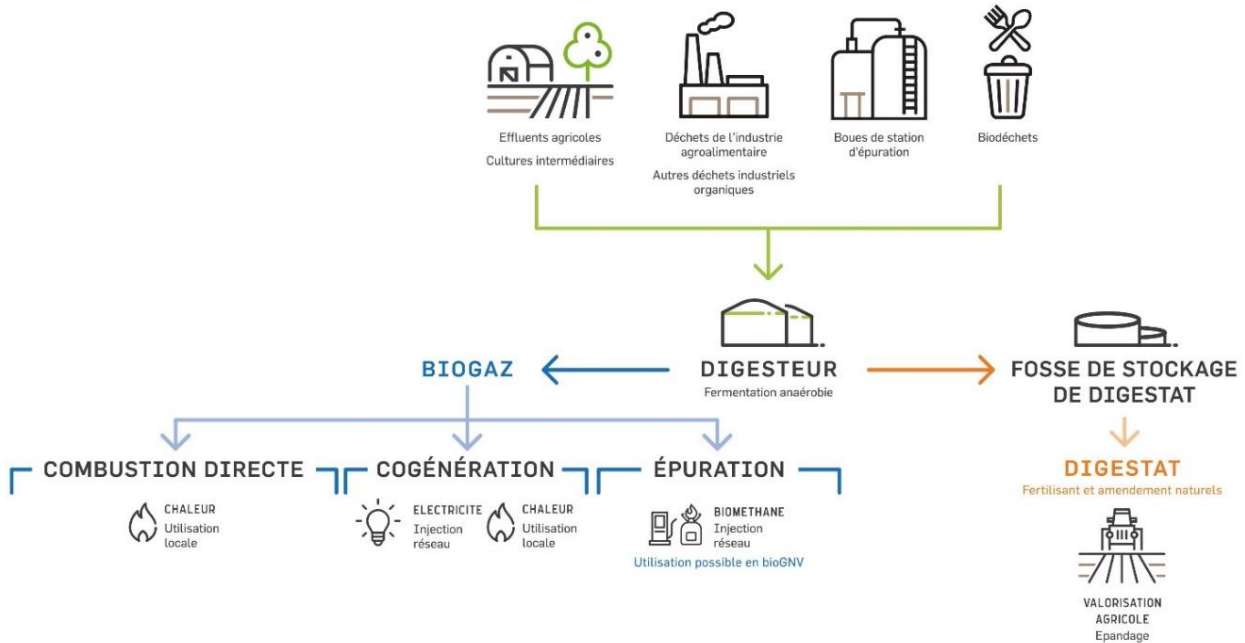 Effluents agricoles
Cultures intermédiaires
Déchets de l'industrie
agroalimentaire
Autres déchets industriels
organiques
Boues de station
d'épuration
Biodéchets
BIOGAZ
DIGESTEUR
Fermentation anaérobie
FOSSE DE STOCKAGE
DE DIGESTAT
COMBUSTION DIRECTE
CHALEUR
Utilisation
locale
COGÉNÉRATION
ELECTRICITE
Injection
réseau
CHALEUR
Utilisation
locale
ÉPURATION
BIOMETHANE
Injection
réseau
Utilisation possible en bioGNV
DIGESTAT
Fertilisant et amendement naturels
VALORISATION
AGRICOLE
Epandage